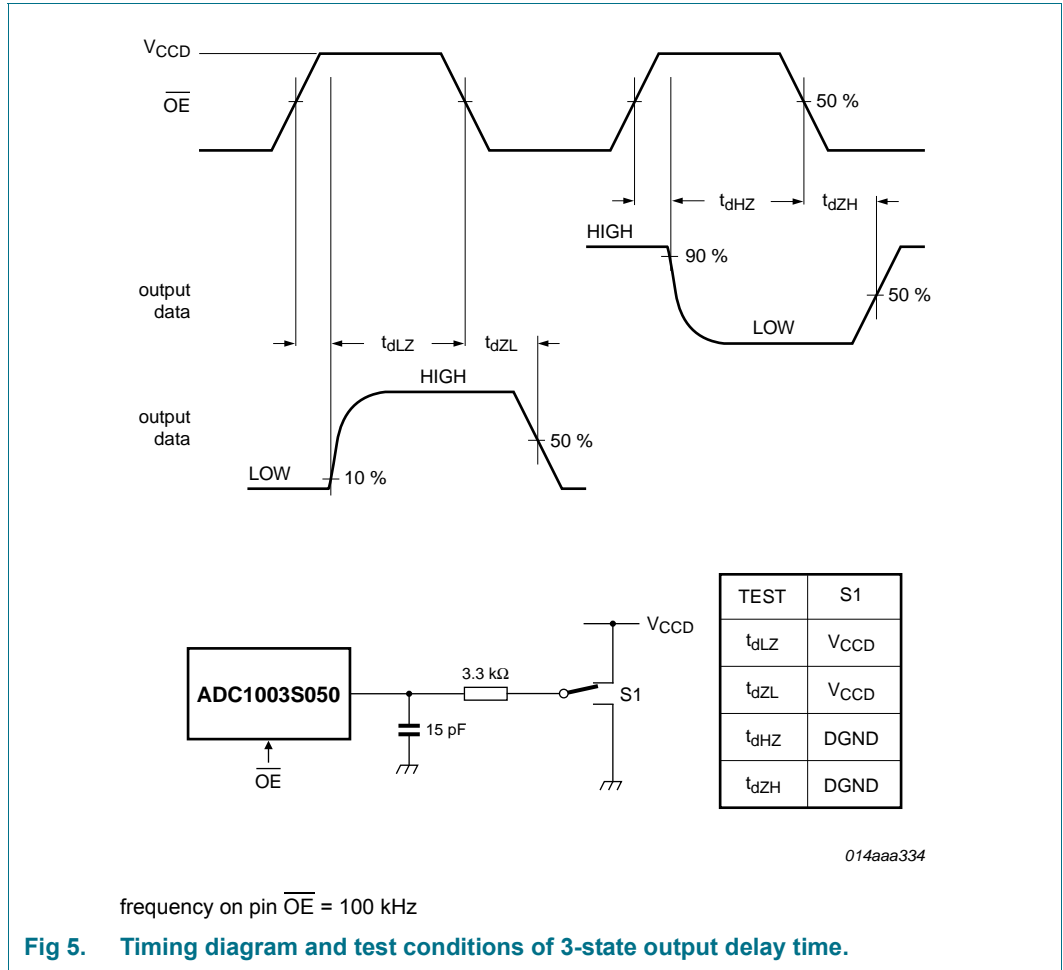 VCCD
OE
50 %
tdHZ
tdZH
HIGH
90 %
output
data
50 %
LOW
tdLZ
tdZL
HIGH
output
data
50 %
LOW
10 %
ADC1003S050
OE
15 pF
3.3 kΩ
VCCD
S1
TEST S1
tdLZ VCCD
tdZL VCCD
tdHZ DGND
tdZH DGND
014aaa334
frequency on pin OE = 100 kHz
Fig 5. Timing diagram and test conditions of 3-state output delay time.